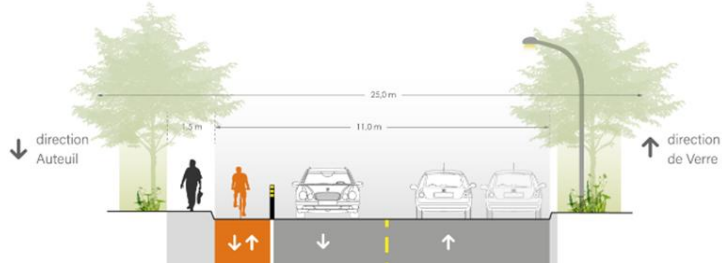 25,0 m
1,5 m
11,0 m
direction
Auteuil
direction
de Verre